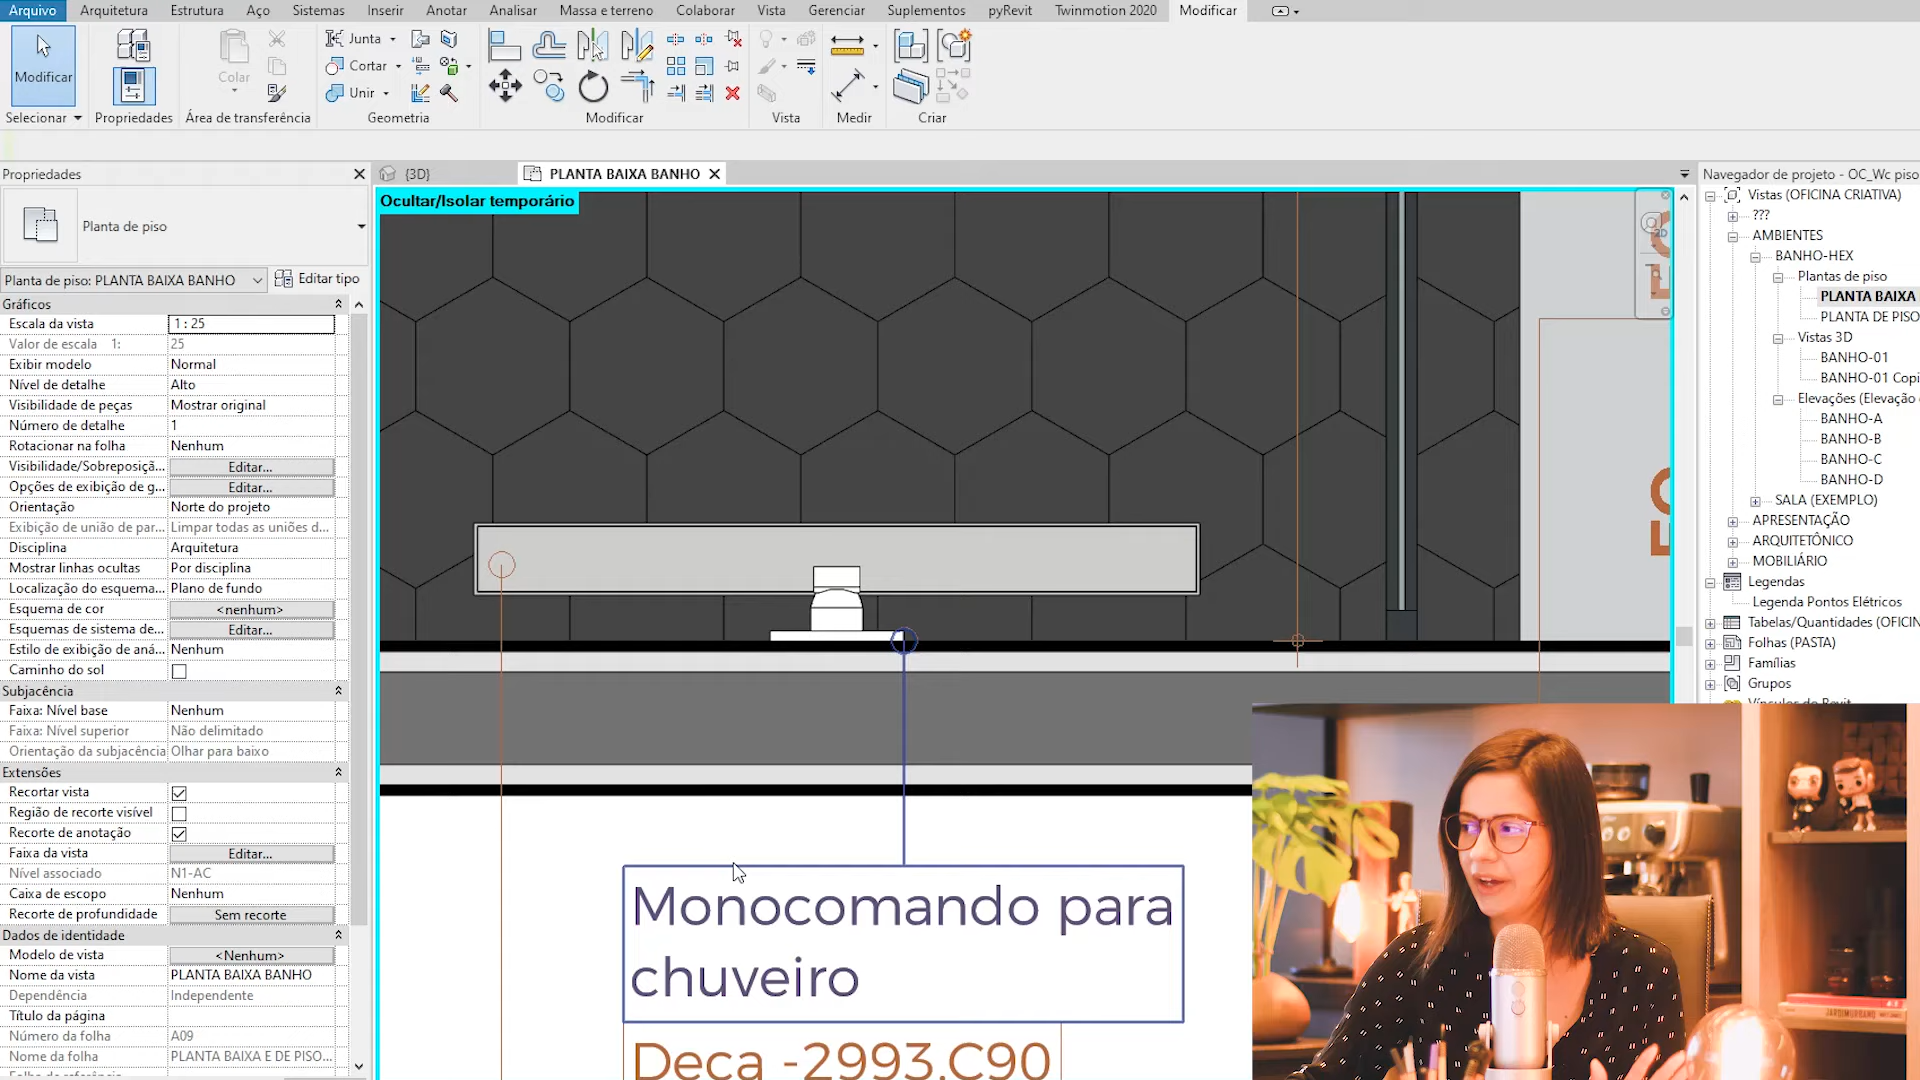 Arquivo Arquitetura Estrutura Aço Sistemas Inserir Anotar Analisar Massa e terreno Colaborar Vista Gerenciar Suplementos pyRevit Twinmotion 2020 Modificar
Junta
Cortar
Unir
Modificar
Colar
Selecionar Propriedades Área de transferência Geometria Modificar Vista Medir Criar
Propriedades
{3D} PLANTA BAIXA BANHO
Planta de piso
Planta de piso: PLANTA BAIXA BANHO Editar tipo
Gráficos
Escala da vista 1 : 25
Valor de escala 1: 25
Exibir modelo Normal
Nível de detalhe Alto
Visibilidade de peças Mostrar original
Número de detalhe 1
Rotacionar na folha Nenhum
Visibilidade/Sobreposiçã... Editar...
Opções de exibição de g... Editar...
Orientação Norte do projeto
Exibição de união de par... Limpar todas as uniões d...
Disciplina Arquitetura
Mostrar linhas ocultas Por disciplina
Localização do esquema... Plano de fundo
Esquema de cor <nenhum>
Esquemas de sistema de... Editar...
Estilo de exibição de aná... Nenhum
Caminho do sol
Subjacência
Faixa: Nível base Nenhum
Faixa: Nível superior Não delimitado
Orientação da subjacência Olhar para baixo
Extensões
Recortar vista
Região de recorte visível
Recorte de anotação
Faixa da vista Editar...
Nível associado N1-AC
Caixa de escopo Nenhum
Recorte de profundidade Sem recorte
Dados de identidade
Modelo de vista <Nenhum>
Nome da vista PLANTA BAIXA BANHO
Dependência Independente
Título da página
Número da folha A09
Nome da folha PLANTA BAIXA E DE PISO...
Ocultar/Isolar temporário
Monocomando para
chuveiro
Deca -2993.C90
Navegador de projeto - OC_Wc piso
Vistas (OFICINA CRIATIVA)
???
AMBIENTES
BANHO-HEX
Plantas de piso
PLANTA BAIXA
PLANTA DE PISO
Vistas 3D
BANHO-01
BANHO-01 Copi
Elevações (Elevação
BANHO-A
BANHO-B
BANHO-C
BANHO-D
SALA (EXEMPLO)
APRESENTAÇÃO
ARQUITETÔNICO
MOBILIÁRIO
Legendas
Legenda Pontos Elétricos
Tabelas/Quantidades (OFICIN
Folhas (PASTA)
Famílias
Grupos
Vínculos do Revit
JARDIM URBANO